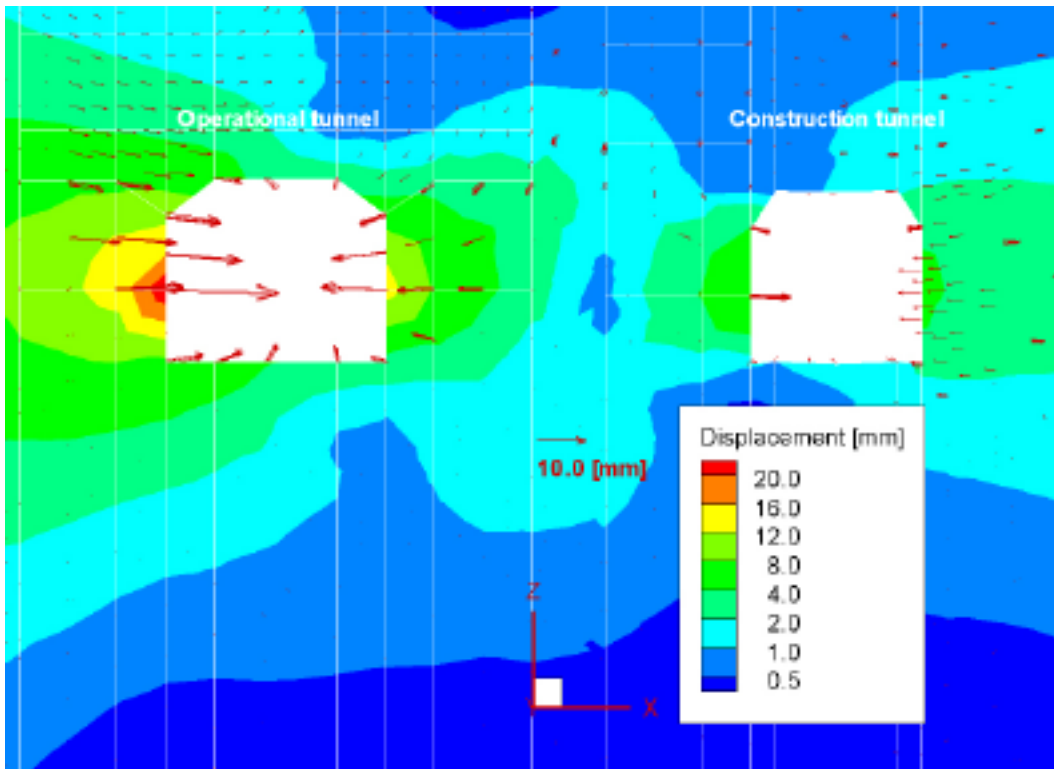 Operational tunnel
Construction tunnel
Displacement [mm]
20.0
16.0
12.0
8.0
4.0
2.0
1.0
0.5
10.0 [mm]
Z
Y
X